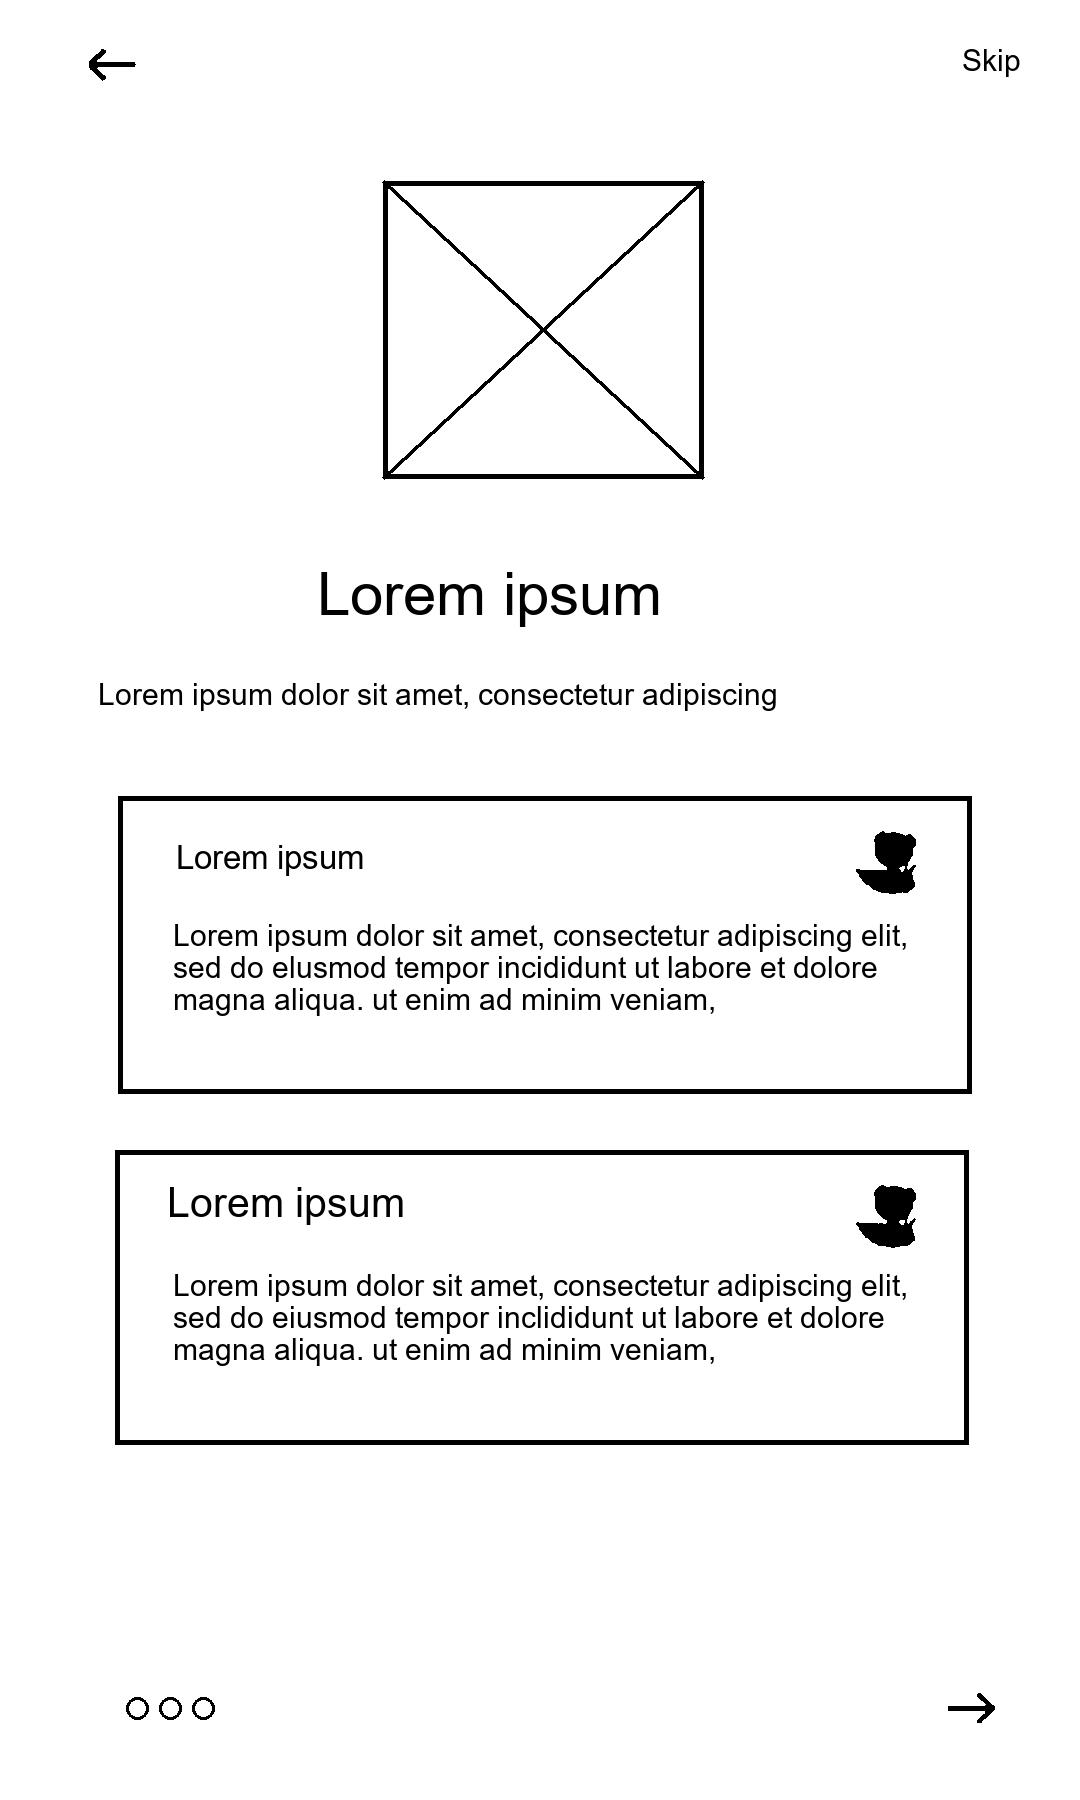 Skip
Lorem ipsum
Lorem ipsum dolor sit amet, consectetur adipiscing
Lorem ipsum
Lorem ipsum dolor sit amet, consectetur adipiscing elit,
sed do elusmod tempor incididunt ut labore et dolore
magna aliqua. ut enim ad minim veniam,
Lorem ipsum
Lorem ipsum dolor sit amet, consectetur adipiscing elit,
sed do eiusmod tempor inclididunt ut labore et dolore
magna aliqua. ut enim ad minim veniam,